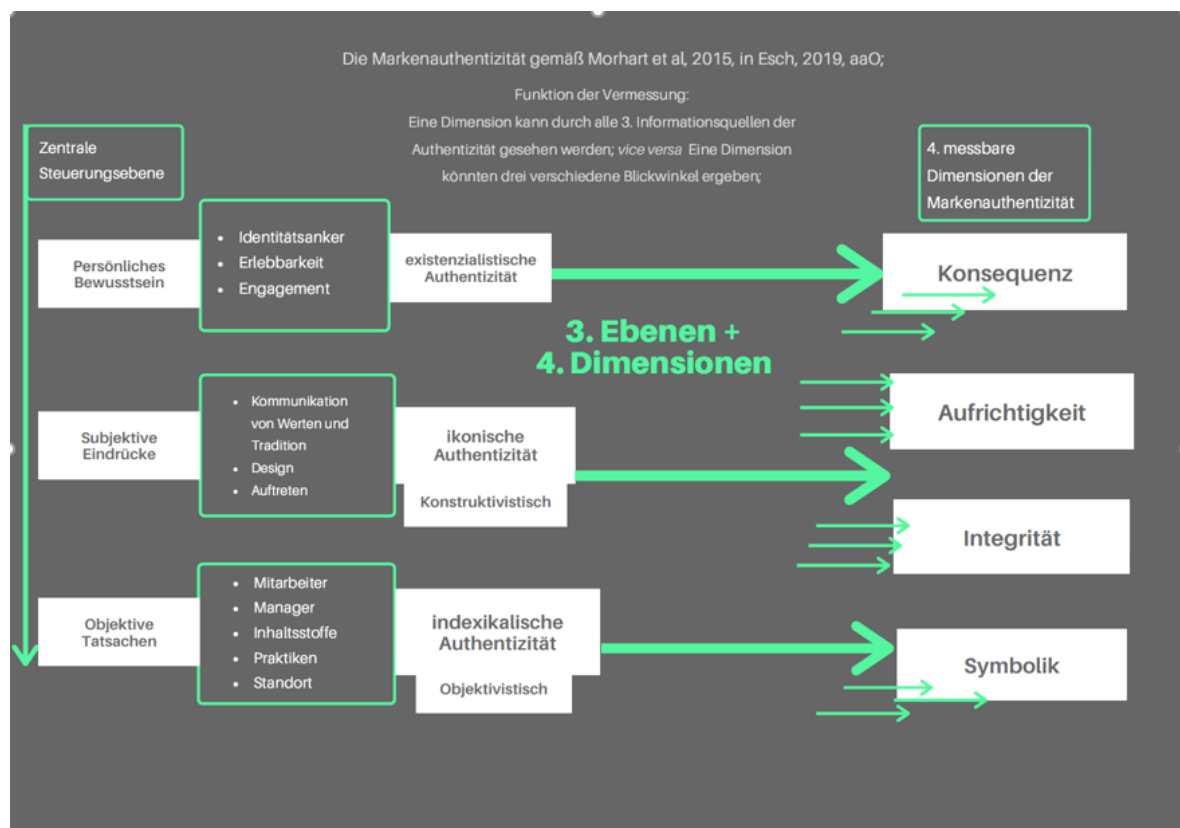 Die Markenauthentizität gemäß Morhart et al, 2015, in Esch, 2019, aaO;
Funktion der Vermessung:
Eine Dimension kann durch alle 3. Informationsquellen der
Authentizität gesehen werden; vice versa Eine Dimension
könnten drei verschiedene Blickwinkel ergeben;
Zentrale
Steuerungsebene
4. messbare
Dimensionen der
Markenauthentizität
Persönliches
Bewusstsein
• Identitätsanker
• Erlebbarkeit
• Engagement
existenzialistische
Authentizität
Konsequenz
3. Ebenen +
4. Dimensionen
Subjektive
Eindrücke
• Kommunikation
von Werten und
Tradition
• Design
• Auftreten
ikonische
Authentizität
Konstruktivistisch
Aufrichtigkeit
Integrität
Objektive
Tatsachen
• Mitarbeiter
• Manager
• Inhaltsstoffe
• Praktiken
• Standort
indexikalische
Authentizität
Objektivistisch
Symbolik